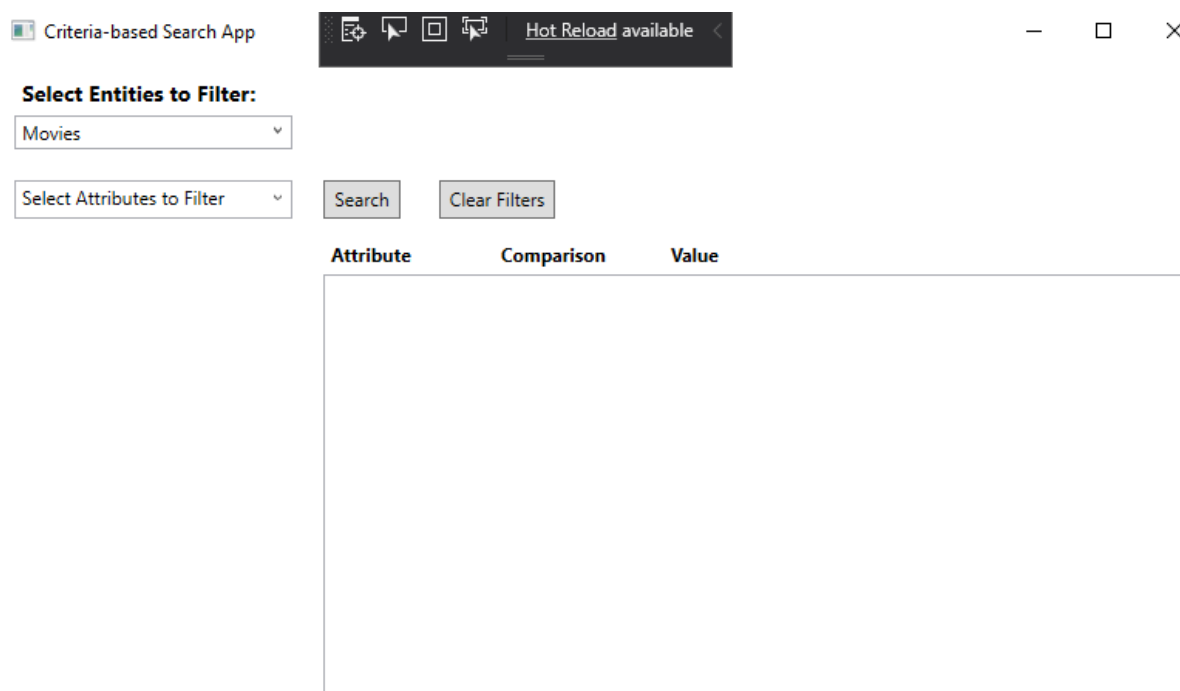 Criteria-based Search App
Hot Reload available
Select Entities to Filter:
Movies
Select Attributes to Filter
Search
Clear Filters
Attribute Comparison Value